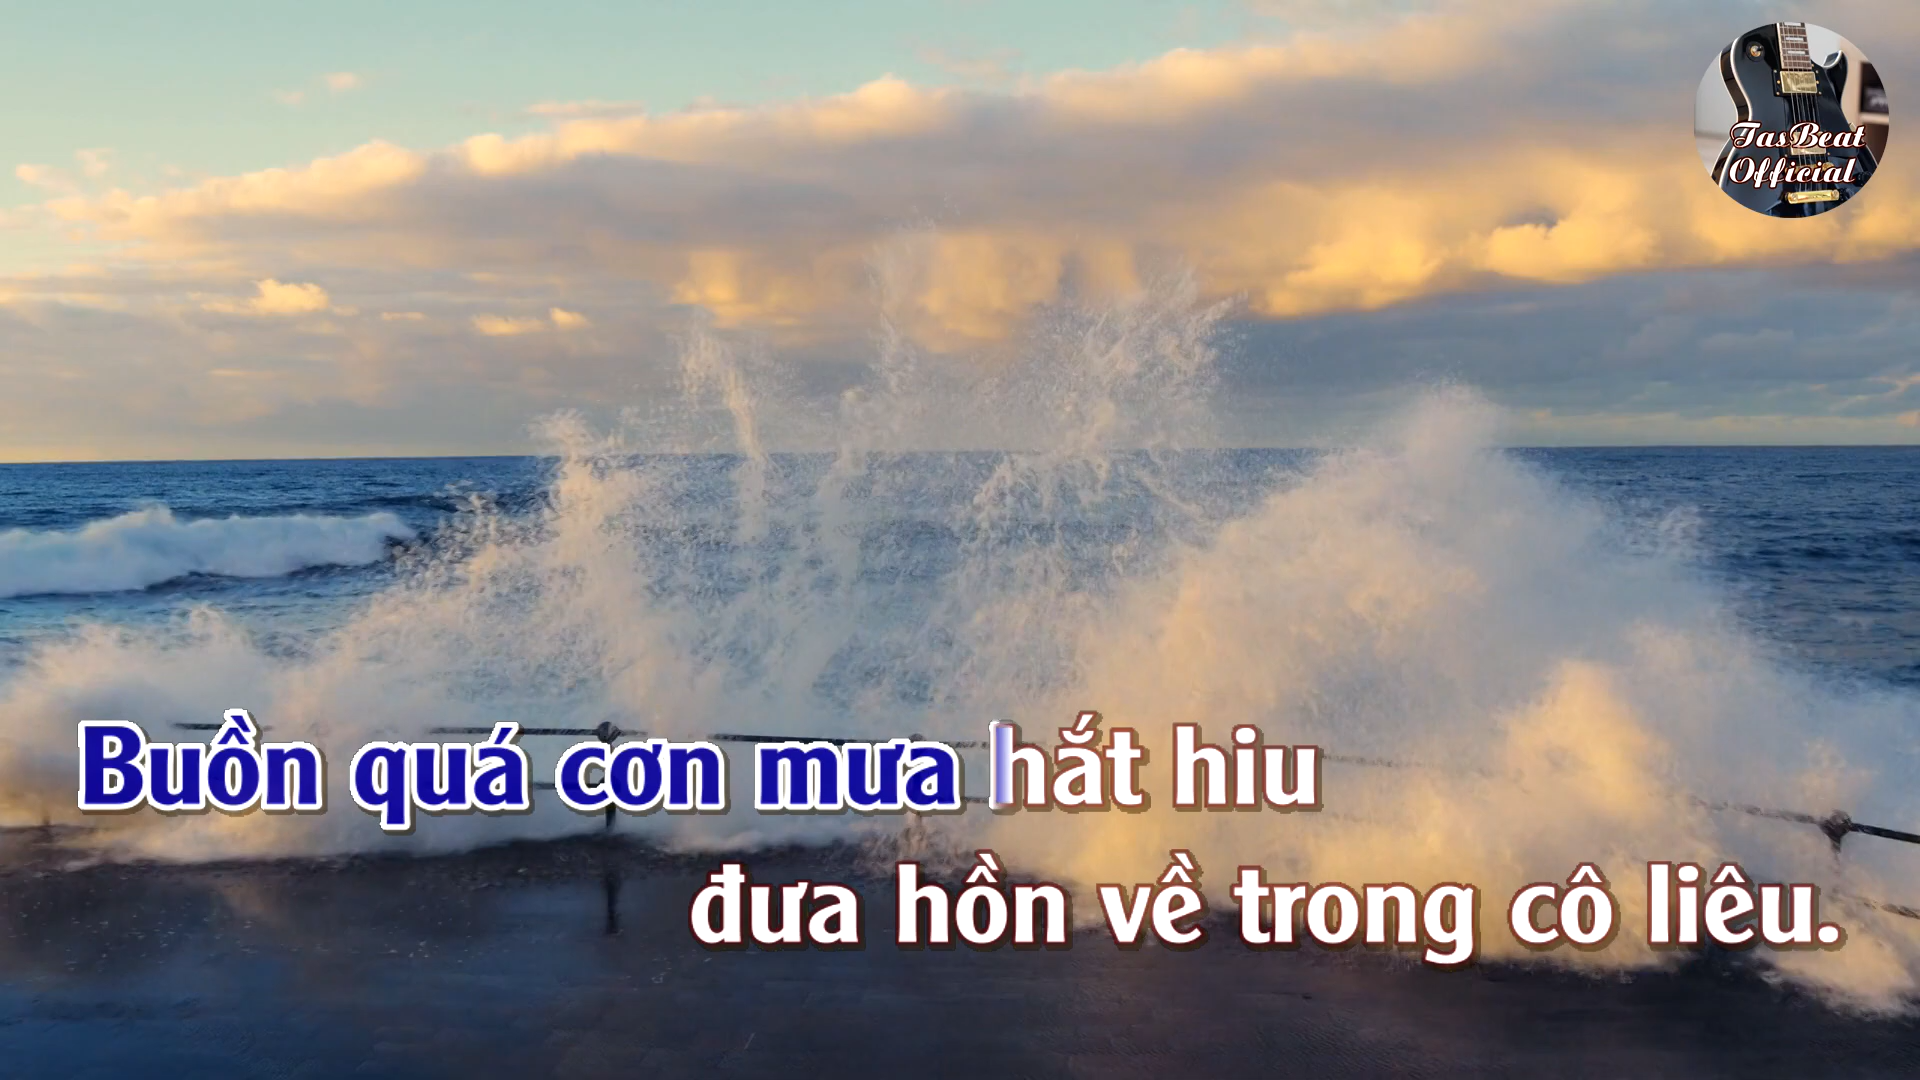 TasBeat
Official
Buồn quá cơn mưa hắt hiu
đưa hồn về trong cô liêu.